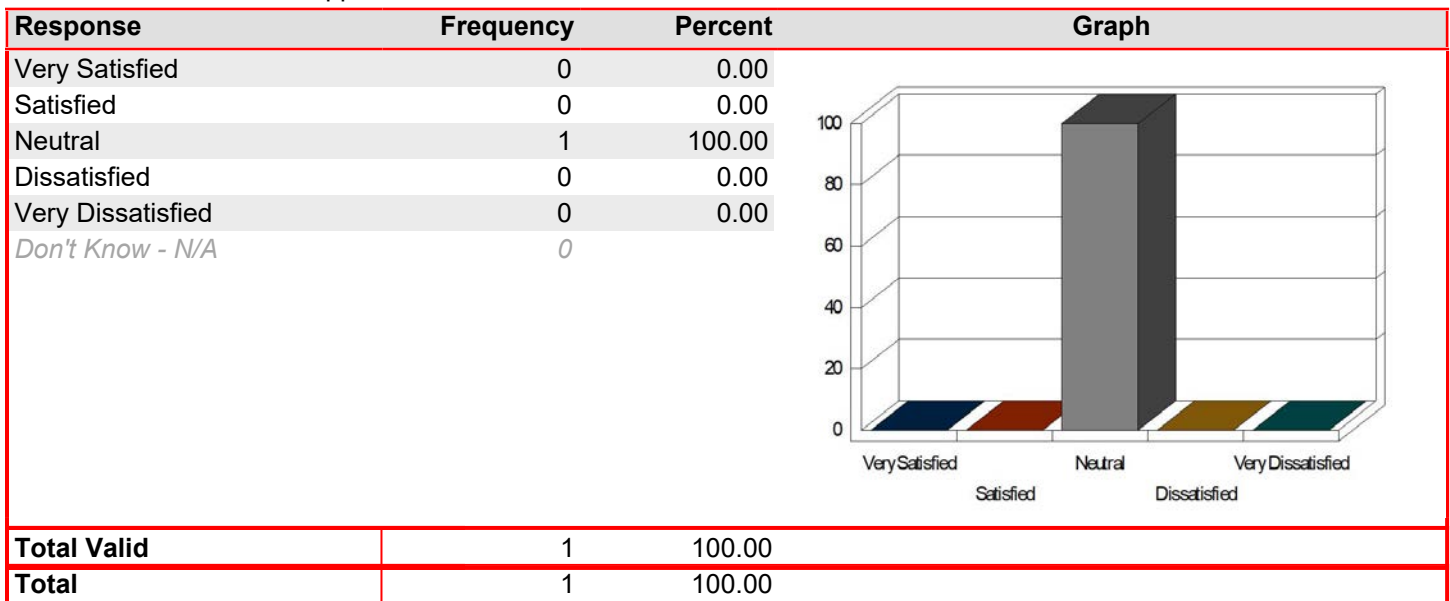 Response Frequency Percent Graph
Very Satisfied 0 0.00
Satisfied 0 0.00
Neutral 1 100.00
Dissatisfied 0 0.00
Very Dissatisfied 0 0.00
Don't Know - N/A 0
100
80
60
40
20
0
Very Satisfied Neutral Very Dissatisfied
Satisfied Dissatisfied
Total Valid 1 100.00
Total 1 100.00